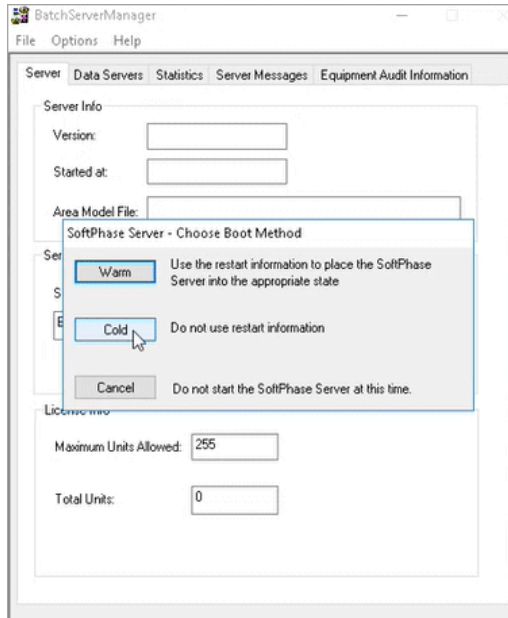 BatchServerManager
File Options Help
Server Data Servers Statistics Server Messages Equipment Audit Information
Server Info
Version:
Started at:
Area Model File:
SoftPhase Server - Choose Boot Method
Warm
Use the restart information to place the SoftPhase
Server into the appropriate state
Cold
Do not use restart information
Cancel
Do not start the SoftPhase Server at this time.
Maximum Units Allowed: 255
Total Units: 0